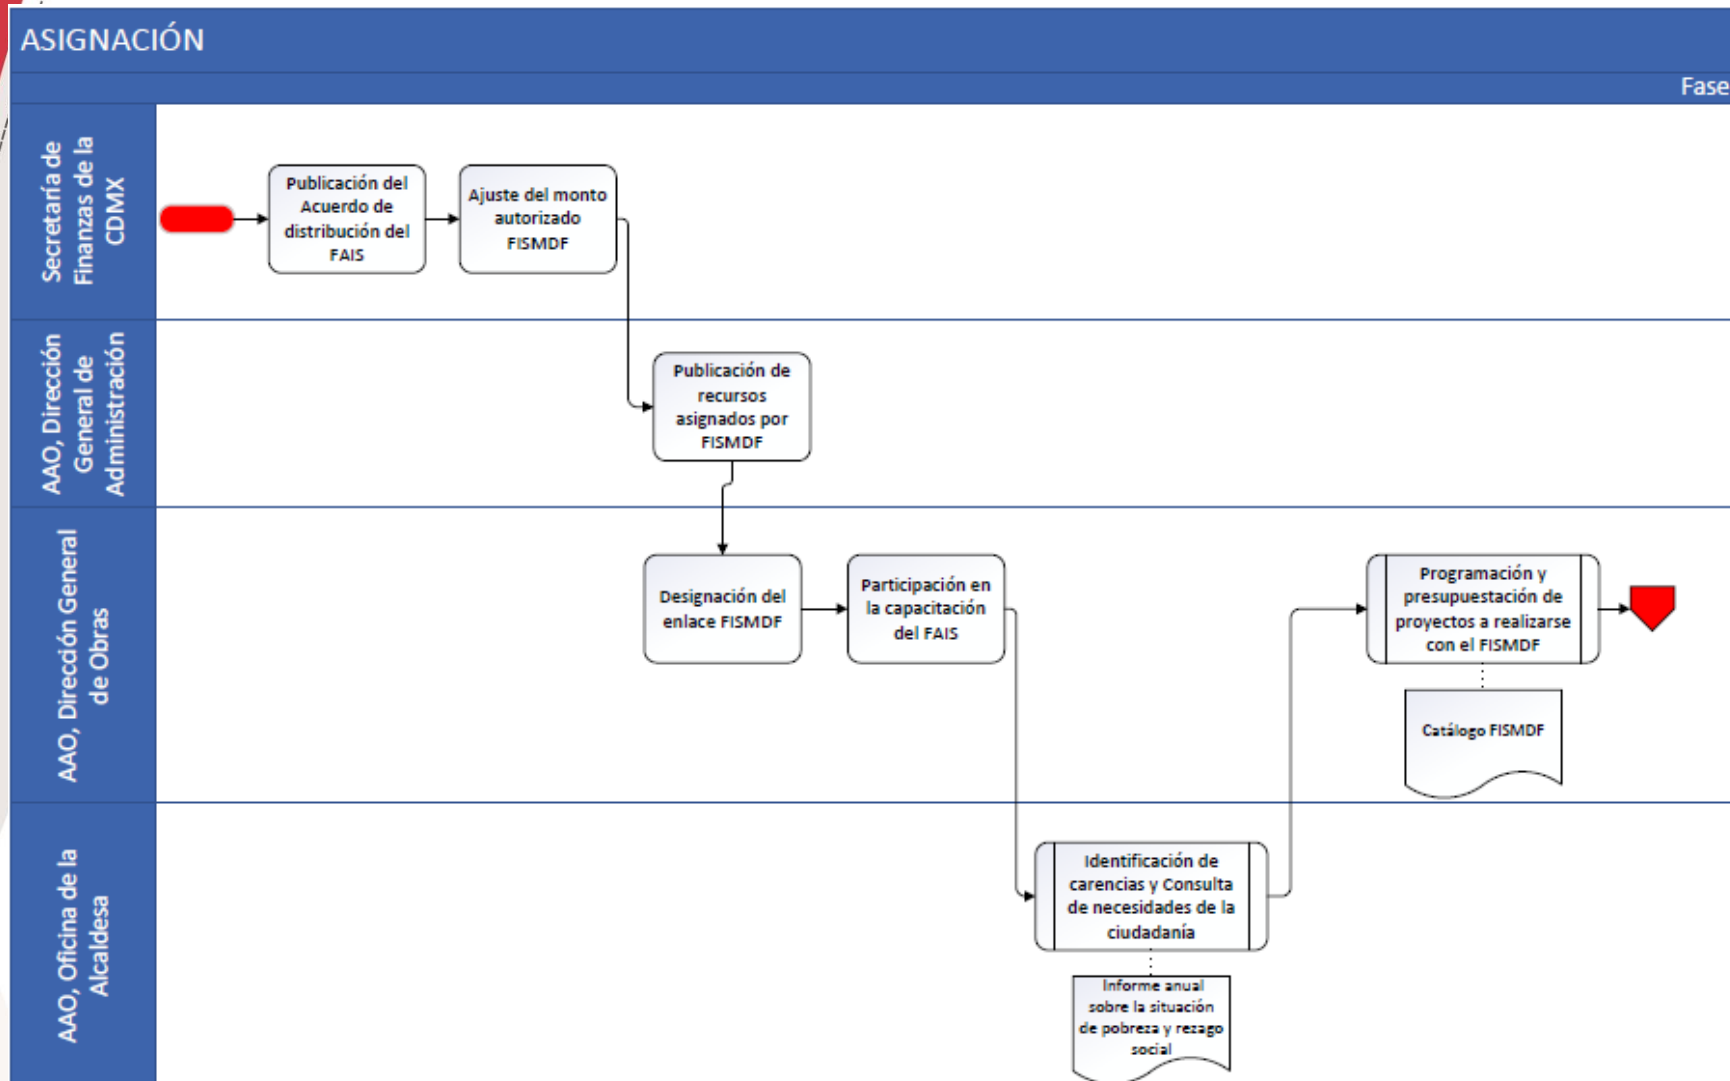 ASIGNACIÓN
Fase
Secretaría de
Finanzas de la
CDMX
Publicación del
Acuerdo de
distribución del
FAIS
Ajuste del monto
autorizado
FISMDF
AAO, Dirección
General de
Administración
Publicación de
recursos
asignados por
FISMDF
AAO, Dirección General
de Obras
Designación del
enlace FISMDF
Participación en
la capacitación
del FAIS
Programación y
presupuestación de
proyectos a realizarse
con el FISMDF
Catálogo FISMDF
AAO, Oficina de la
Alcaldesa
Identificación de
carencias y Consulta
de necesidades de la
ciudadanía
Informe anual
sobre la situación
de pobreza y rezago
social